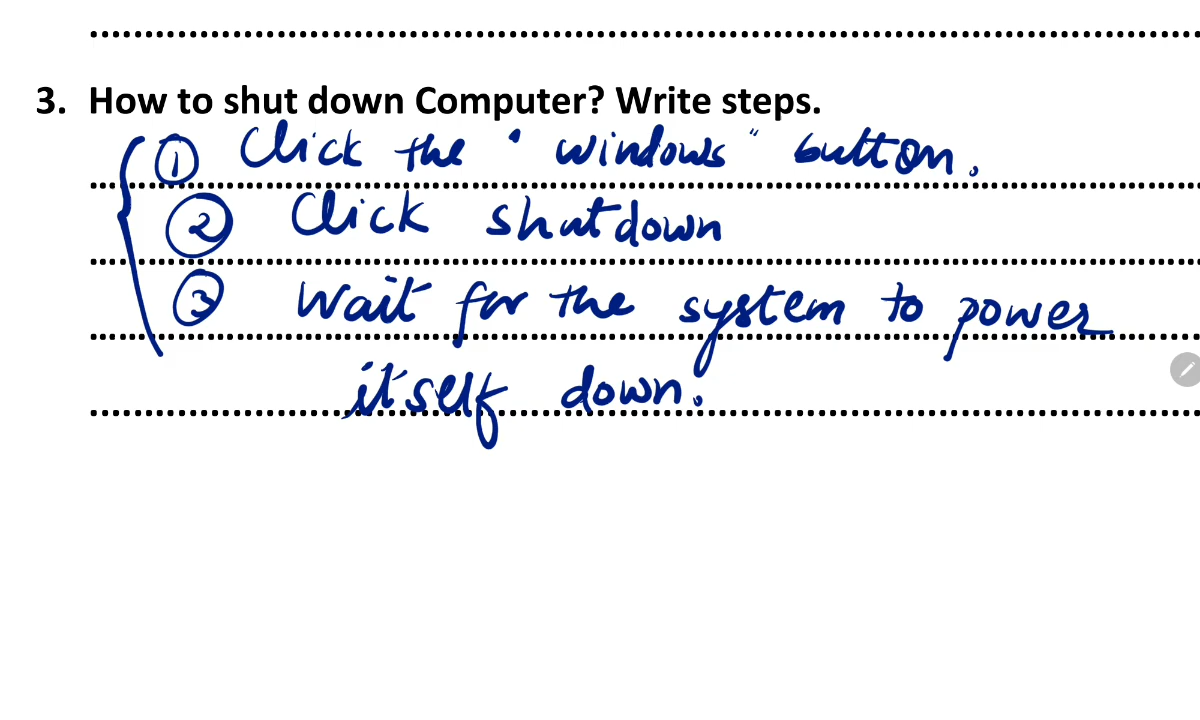 3. How to shut down Computer? Write steps.
① Click the " windows " button.
② Click shutdown
③ Wait for the system to power
itself down.